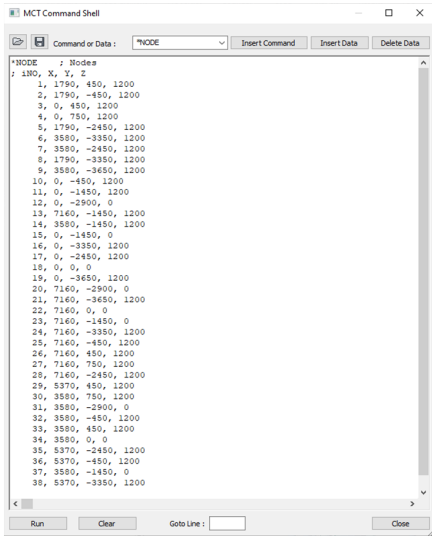 MCT Command Shell
Command or Data : *NODE Insert Command Insert Data Delete Data
*NODE ; Nodes
; iNO, X, Y, Z
1, 1790, 450, 1200
2, 1790, -450, 1200
3, 0, 450, 1200
4, 0, 750, 1200
5, 1790, -2450, 1200
6, 3580, -3350, 1200
7, 3580, -2450, 1200
8, 1790, -3350, 1200
9, 3580, -3650, 1200
10, 0, -450, 1200
11, 0, -1450, 1200
12, 0, -2900, 0
13, 7160, -1450, 1200
14, 3580, -1450, 1200
15, 0, -1450, 0
16, 0, -3350, 1200
17, 0, -2450, 1200
18, 0, 0, 0
19, 0, -3650, 1200
20, 7160, -2900, 0
21, 7160, -3650, 1200
22, 7160, 0, 0
23, 7160, -1450, 0
24, 7160, -3350, 1200
25, 7160, -450, 1200
26, 7160, 450, 1200
27, 7160, 750, 1200
28, 7160, -2450, 1200
29, 5370, 450, 1200
30, 3580, 750, 1200
31, 3580, -2900, 0
32, 3580, -450, 1200
33, 3580, 450, 1200
34, 3580, 0, 0
35, 5370, -2450, 1200
36, 5370, -450, 1200
37, 3580, -1450, 0
38, 5370, -3350, 1200
Run Clear Goto Line : Close